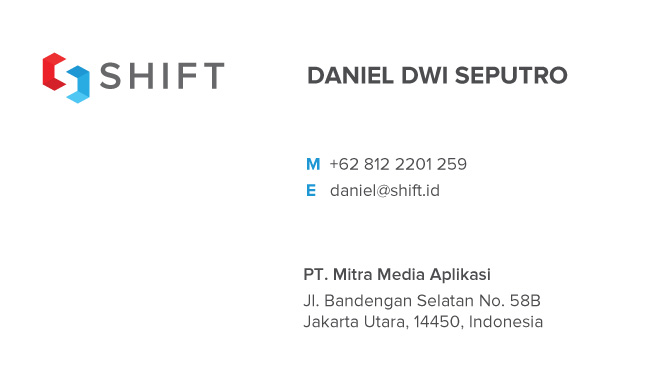 SHIFT
DANIEL DWI SEPUTRO
M +62 812 2201 259
E daniel@shift.id
PT. Mitra Media Aplikasi
Jl. Bandengan Selatan No. 58B
Jakarta Utara, 14450, Indonesia